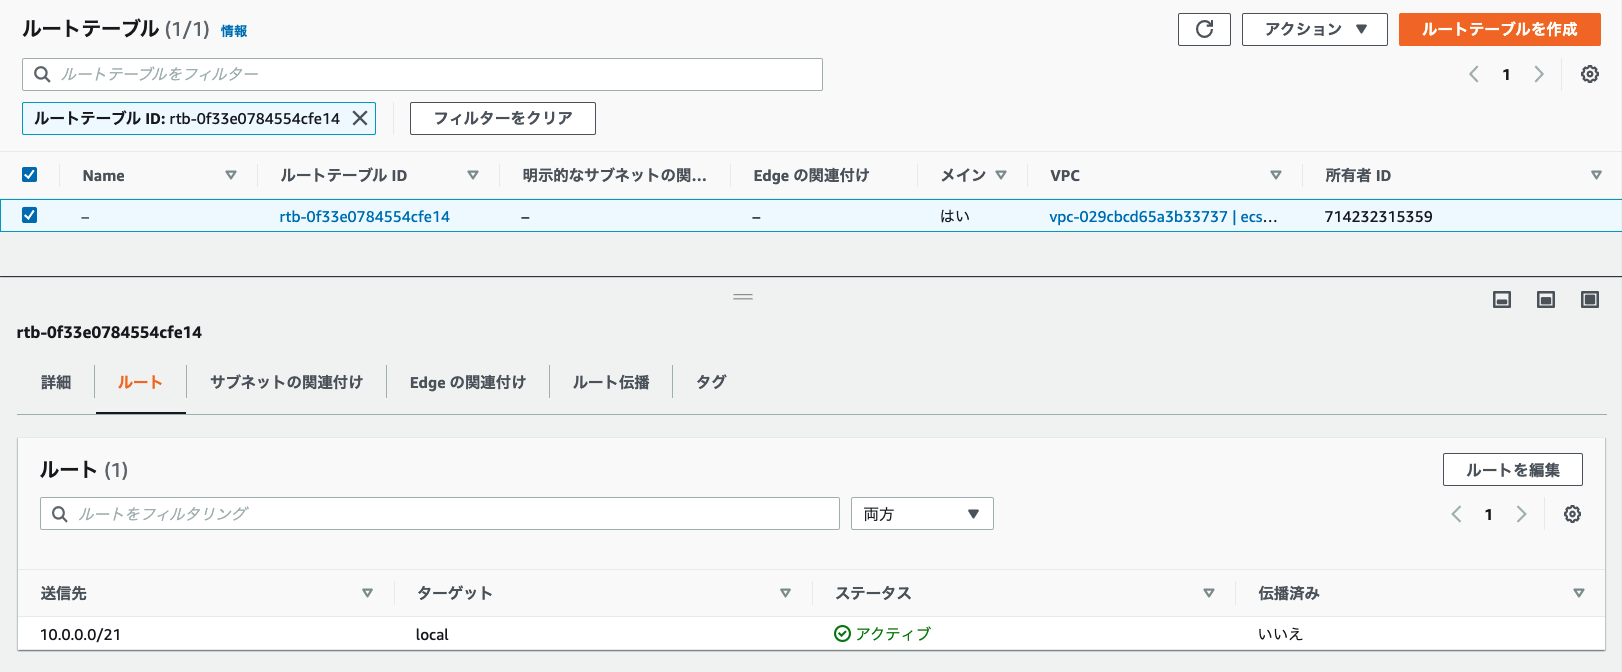 ルートテーブル (1/1) 情報
アクション
ルートテーブルを作成
ルートテーブルをフィルター
1
ルートテーブル ID: rtb-0f33e0784554cfe14
フィルターをクリア
Name ルートテーブル ID 明示的なサブネットの関... Edge の関連付け メイン VPC 所有者 ID
– rtb-0f33e0784554cfe14 – – はい vpc-029cbcd65a3b33737 | ecs... 714232315359
rtb-0f33e0784554cfe14
詳細 ルート サブネットの関連付け Edge の関連付け ルート伝播 タグ
ルート (1)
ルートを編集
ルートをフィルタリング
両方
1
送信先 ターゲット ステータス 伝播済み
10.0.0.0/21 local アクティブ いいえ